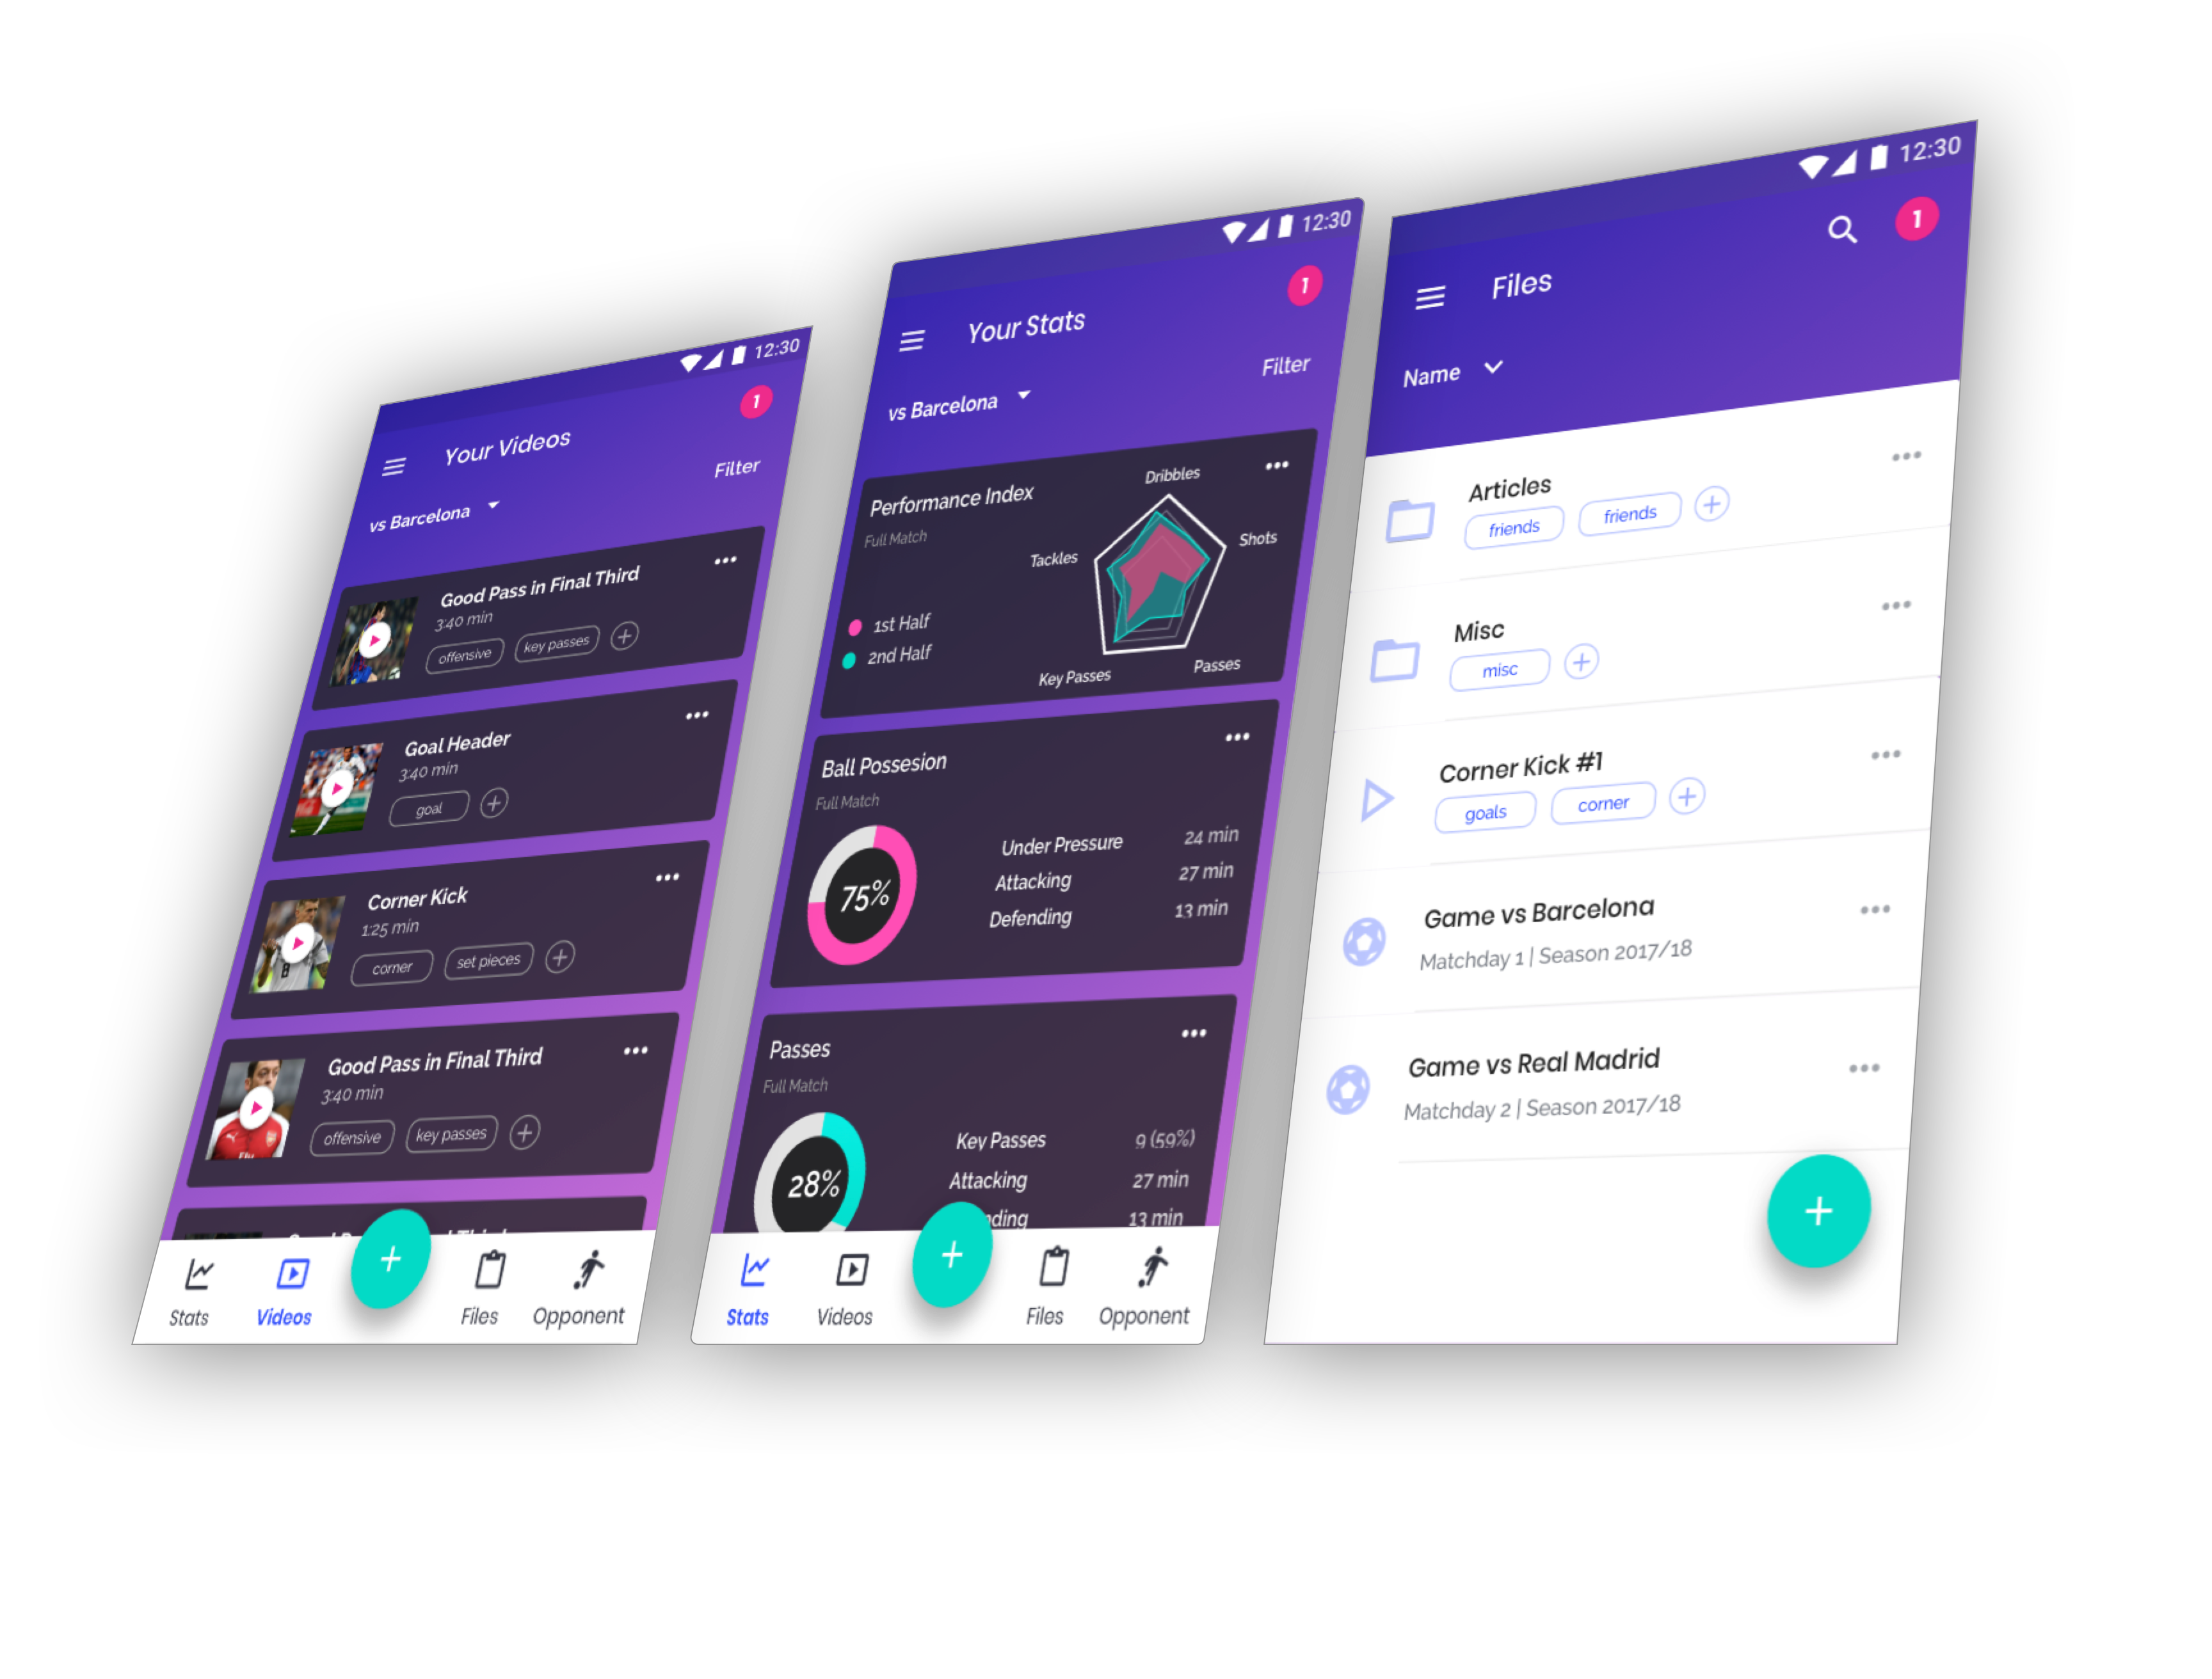 12:30
1
Your Videos
Filter
vs Barcelona
Good Pass in Final Third
3:40 min
offensive
key passes
Goal Header
3:40 min
goal
Corner Kick
1:25 min
corner
set pieces
Good Pass in Final Third
3:40 min
offensive
key passes
Stats
Videos
Files
Opponent
12:30
1
Your Stats
Filter
vs Barcelona
Performance Index
Full Match
Dribbles
Shots
Tackles
1st Half
2nd Half
Key Passes
Passes
Ball Possesion
Full Match
75%
Under Pressure 24 min
Attacking 27 min
Defending 13 min
Passes
Full Match
28%
Key Passes 9 (59%)
Attacking 27 min
13 min
Stats
Videos
Files
Opponent
12:30
1
Files
Name
Articles
friends
friends
Misc
misc
Corner Kick #1
goals
corner
Game vs Barcelona
Matchday 1 | Season 2017/18
Game vs Real Madrid
Matchday 2 | Season 2017/18